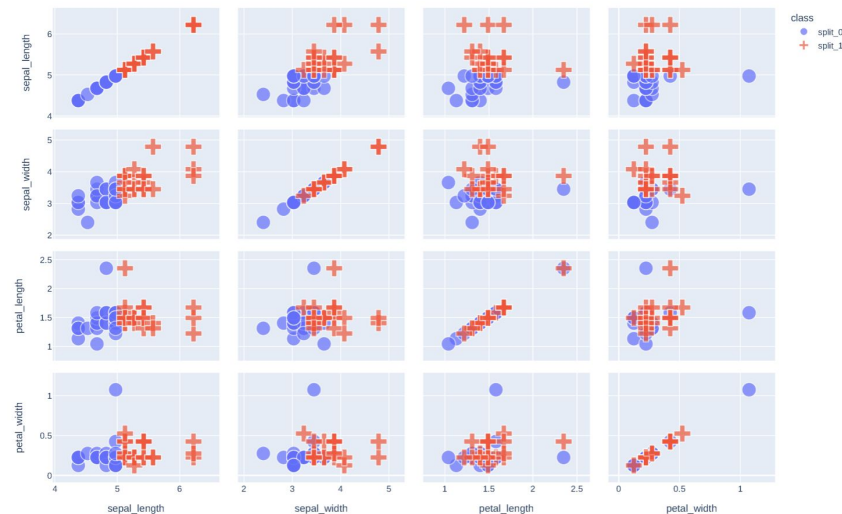 class
split_0
split_1
sepal_length
6
5
4
sepal_width
5
4
3
2
petal_length
2.5
2
1.5
1
petal_width
1
0.5
0
4 5 6
2 3 4 5
1 1.5 2 2.5
0 0.5 1
sepal_length sepal_width petal_length petal_width